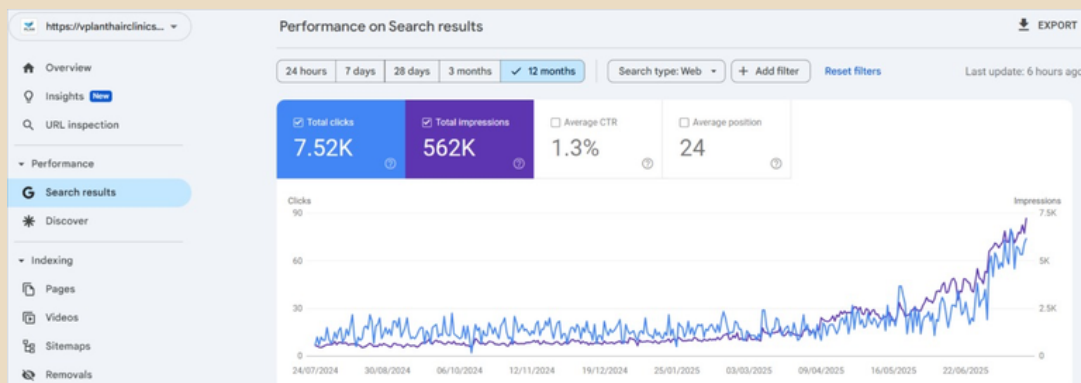 https://vplanthairclinics...
Performance on Search results
EXPORT
24 hours
7 days
28 days
3 months
12 months
Search type: Web
Add filter
Reset filters
Last update: 6 hours ago
Overview
Insights New
URL inspection
Performance
Search results
Discover
Indexing
Pages
Videos
Sitemaps
Removals
Total clicks
7.52K
Total impressions
562K
Average CTR
1.3%
Average position
24
Clicks
90
60
30
0
Impressions
7.5K
5K
2.5K
0
24/07/2024 30/08/2024 06/10/2024 12/11/2024 19/12/2024 25/01/2025 03/03/2025 09/04/2025 16/05/2025 22/06/2025